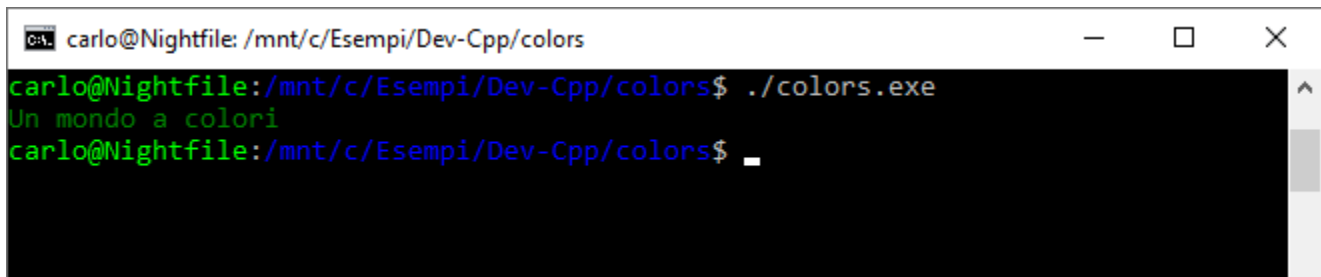 carlo@Nightfile: /mnt/c/Esempi/Dev-Cpp/colors
carlo@Nightfile:/mnt/c/Esempi/Dev-Cpp/colors$ ./colors.exe
Un mondo a colori
carlo@Nightfile:/mnt/c/Esempi/Dev-Cpp/colors$